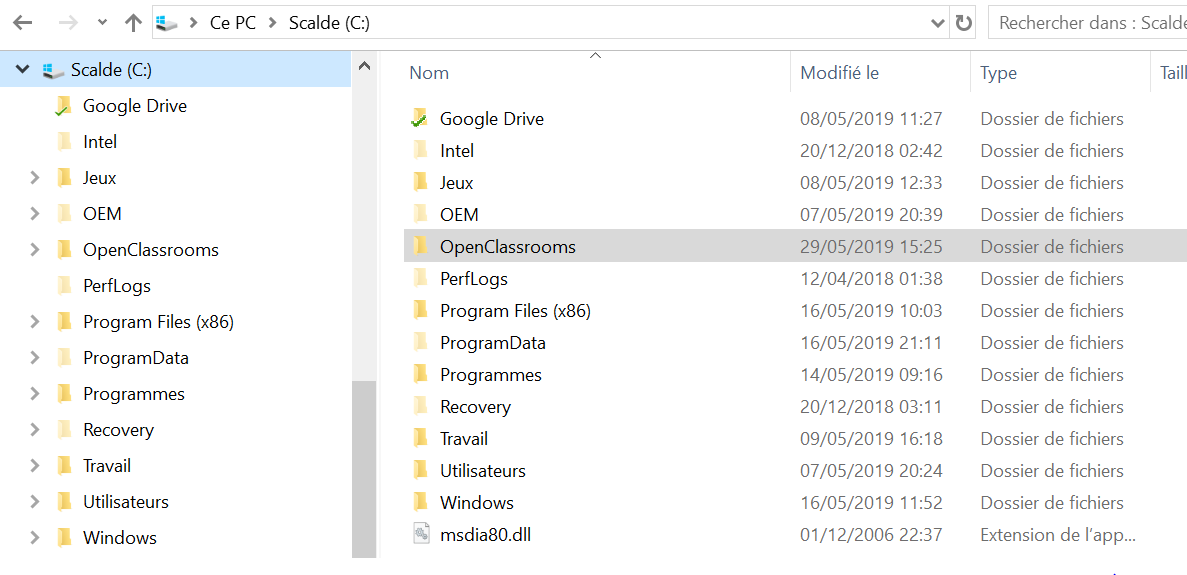 Ce PC > Scalde (C:)
Rechercher dans : Scalde
Scalde (C:)
Google Drive
Intel
Jeux
OEM
OpenClassrooms
PerfLogs
Program Files (x86)
ProgramData
Programmes
Recovery
Travail
Utilisateurs
Windows
Nom Modifié le Type Taill
Google Drive 08/05/2019 11:27 Dossier de fichiers
Intel 20/12/2018 02:42 Dossier de fichiers
Jeux 08/05/2019 12:33 Dossier de fichiers
OEM 07/05/2019 20:39 Dossier de fichiers
OpenClassrooms 29/05/2019 15:25 Dossier de fichiers
PerfLogs 12/04/2018 01:38 Dossier de fichiers
Program Files (x86) 16/05/2019 10:03 Dossier de fichiers
ProgramData 16/05/2019 21:11 Dossier de fichiers
Programmes 14/05/2019 09:16 Dossier de fichiers
Recovery 20/12/2018 03:11 Dossier de fichiers
Travail 09/05/2019 16:18 Dossier de fichiers
Utilisateurs 07/05/2019 20:24 Dossier de fichiers
Windows 16/05/2019 11:52 Dossier de fichiers
msdia80.dll 01/12/2006 22:37 Extension de l'app...